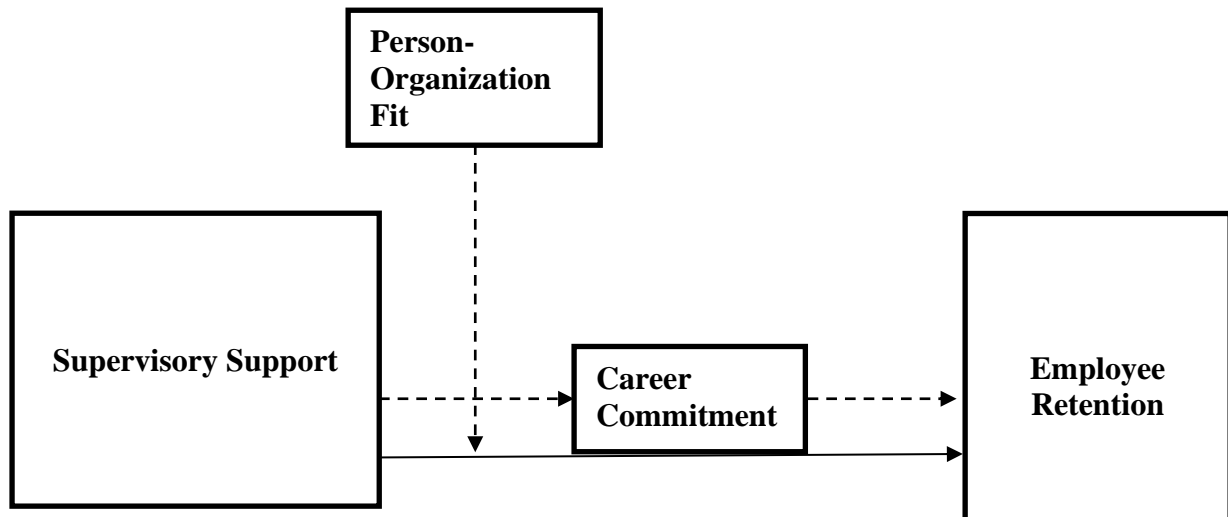 Person-
Organization
Fit
Supervisory Support
Career
Commitment
Employee
Retention